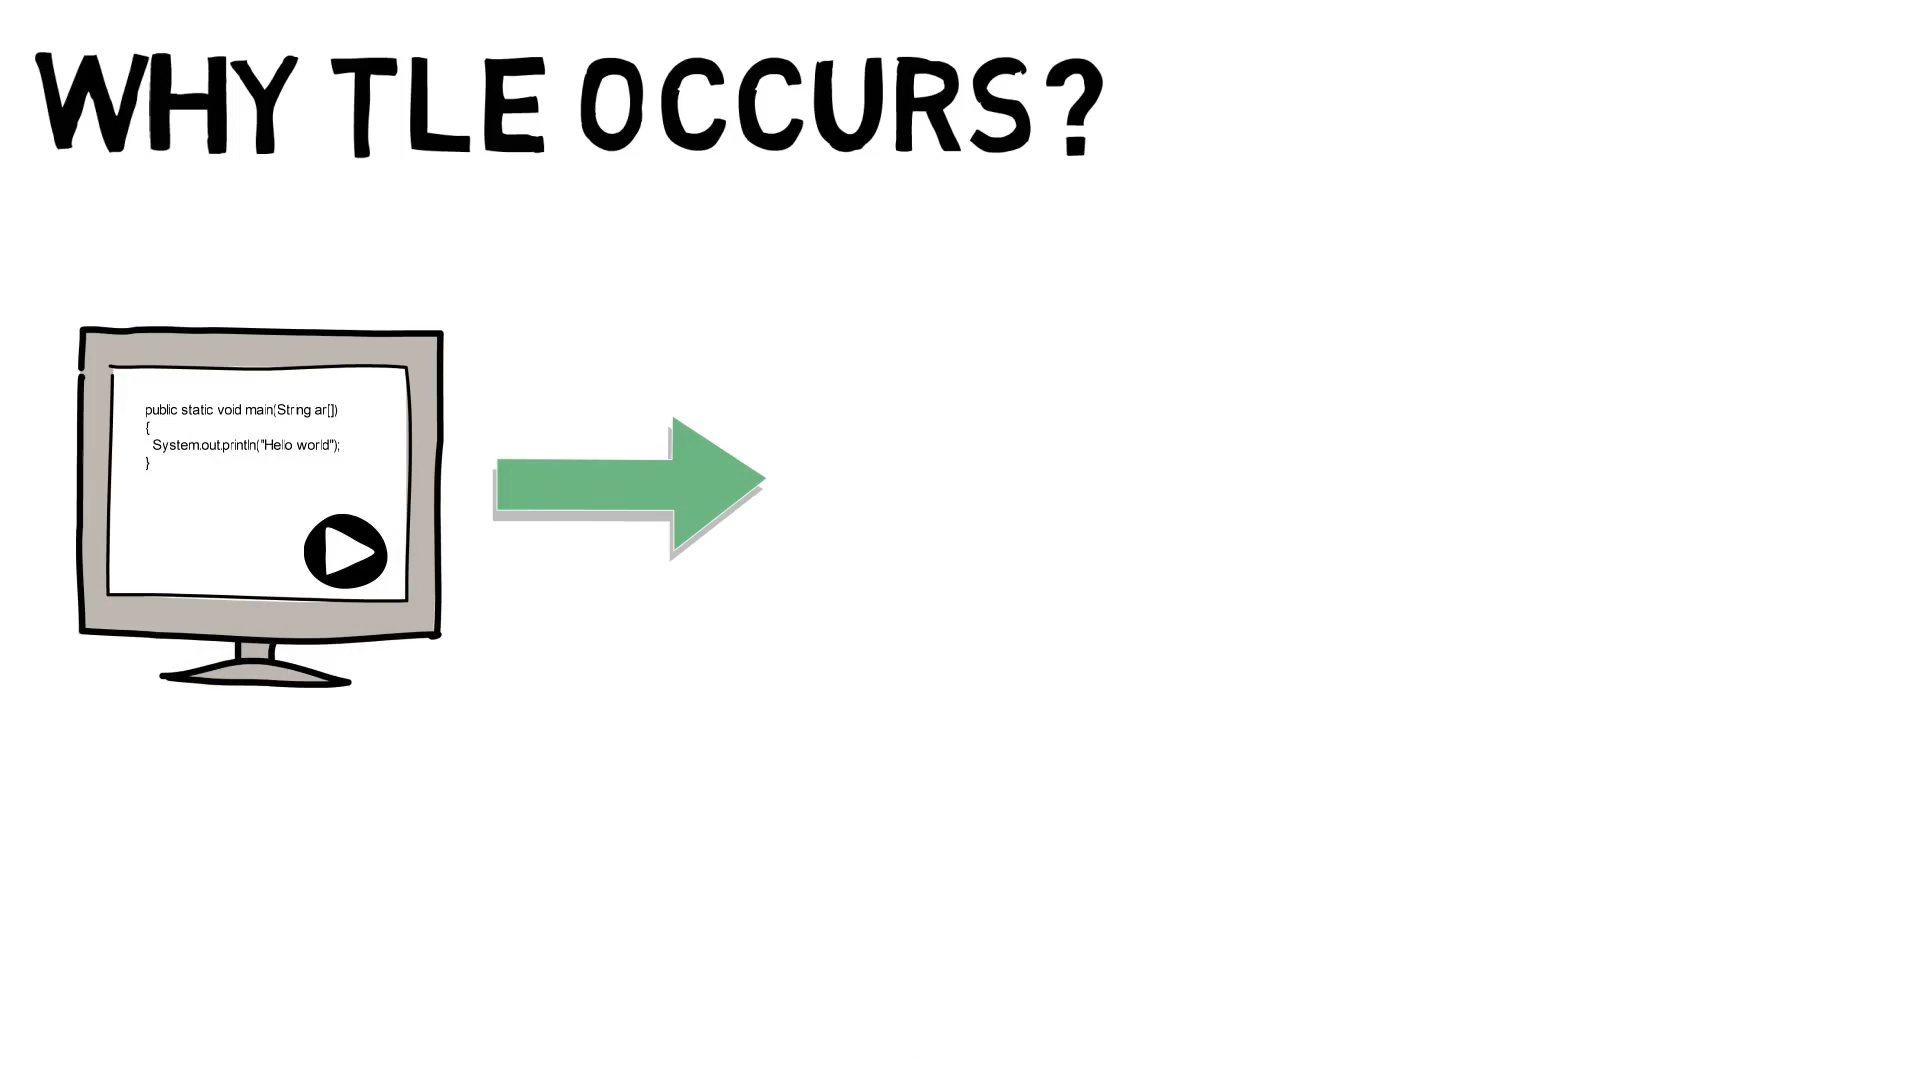 WHY TLE OCCURS?
public static void main(String ar[])
{
System.out.println("Hello world");
}